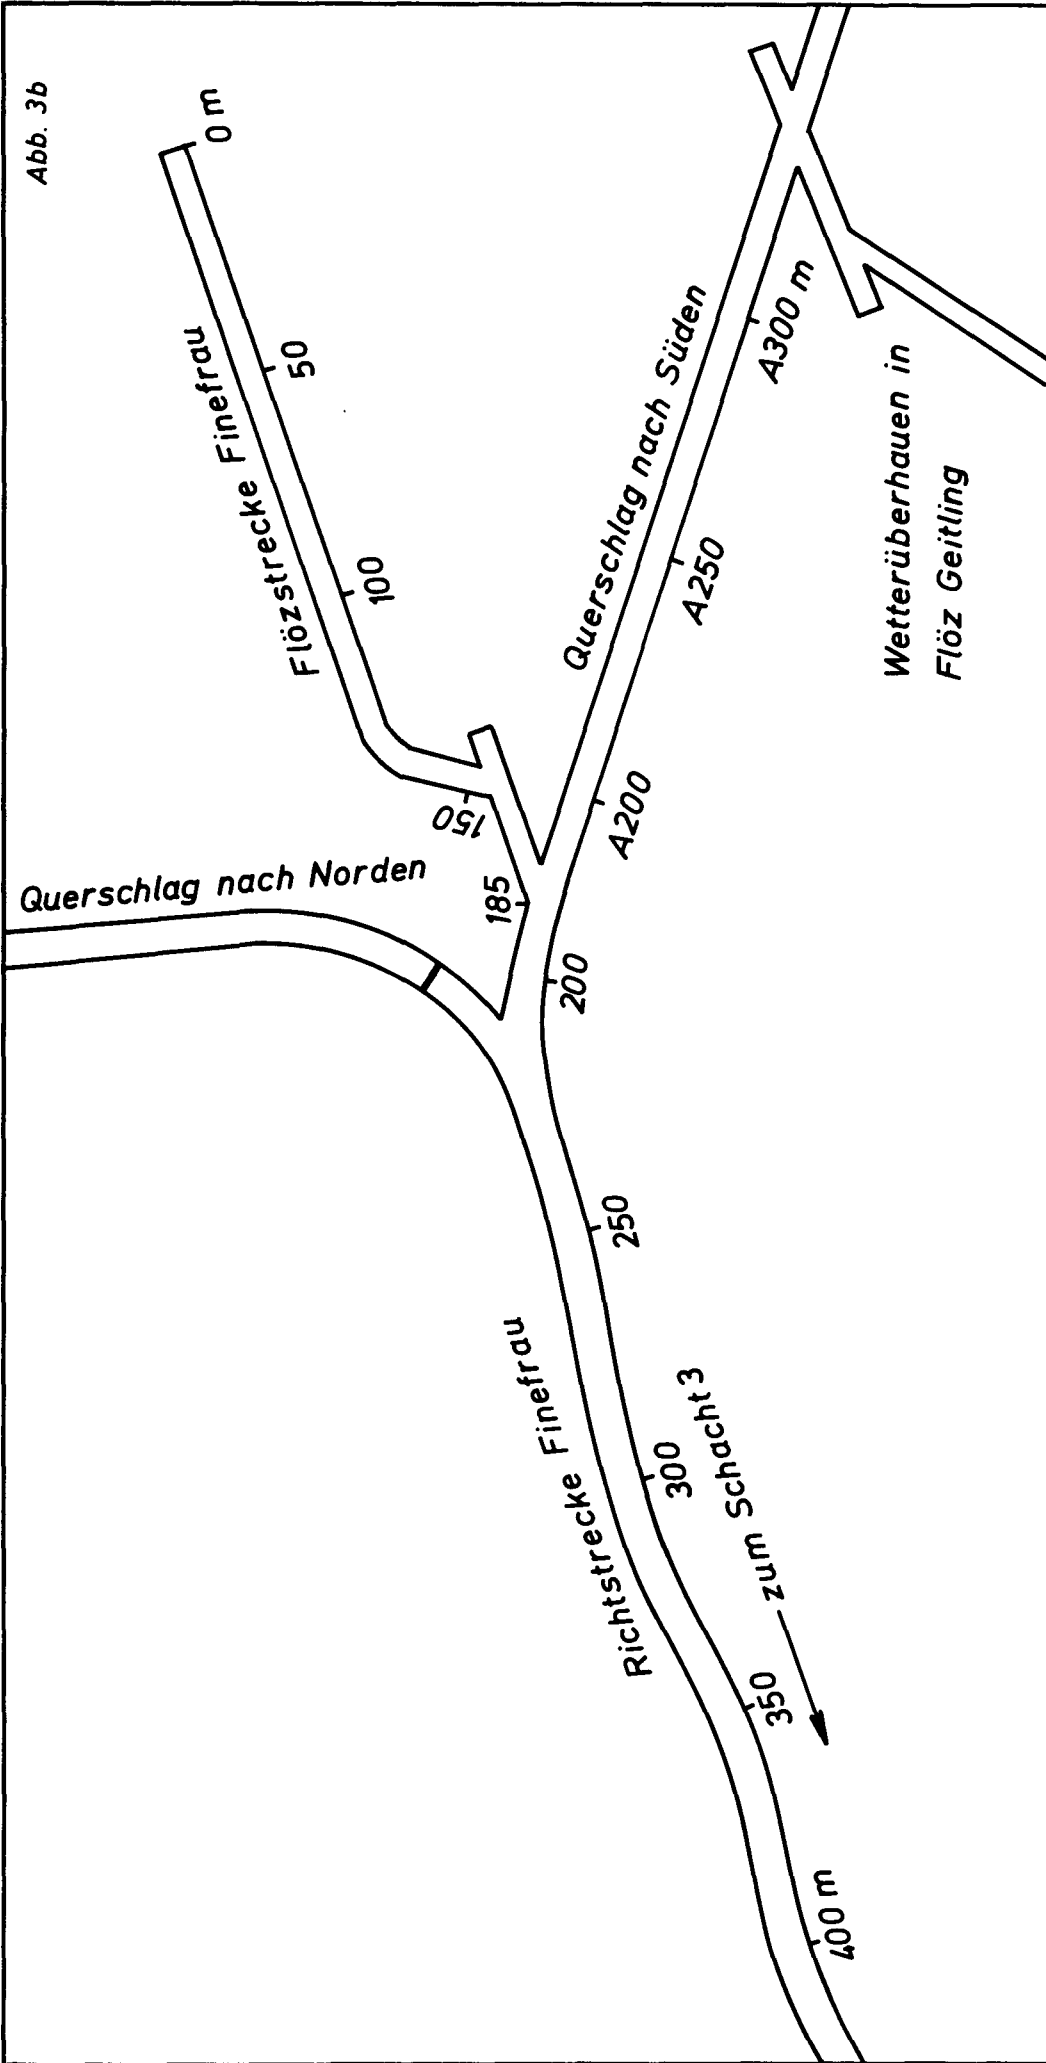 Abb. 3b
0 m
50
100
150
185
200
250
300
350
400 m
Flözstrecke Finefrau
Querschlag nach Norden
Querschlag nach Süden
A200
A250
A300 m
Wetterüberhauen in
Flöz Geitling
Richtstrecke Finefrau
zum Schacht 3